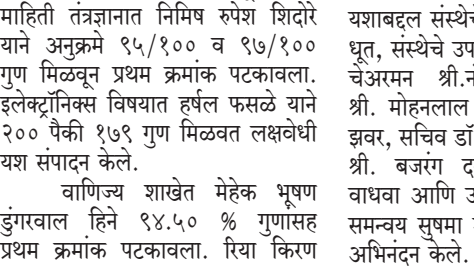 माहिती तंत्रज्ञानात निमिष रुपेश शिदोरे
याने अनुक्रमे ९५/१०० व ९७/१००
गुण मिळवून प्रथम क्रमांक पटकावला.
इलेक्ट्रॉनिक्स विषयात हर्षल फसळे याने
२०० पैकी १७९ गुण मिळवत लक्षवेधी
यश संपादन केले.
वाणिज्य शाखेत मेहेक भूषण
डुंगरवाल हिने ९४.५० % गुणांसह
प्रथम क्रमांक पटकावला. रिया किरण
यशाबद्दल
धूत, संस्थेचे
चेअरमन
श्री. मोहनलाल
झवर, सचिव
श्री. बजरंग
वाधवा आणि
समन्वय सुषमा
अभिनंदन केले.